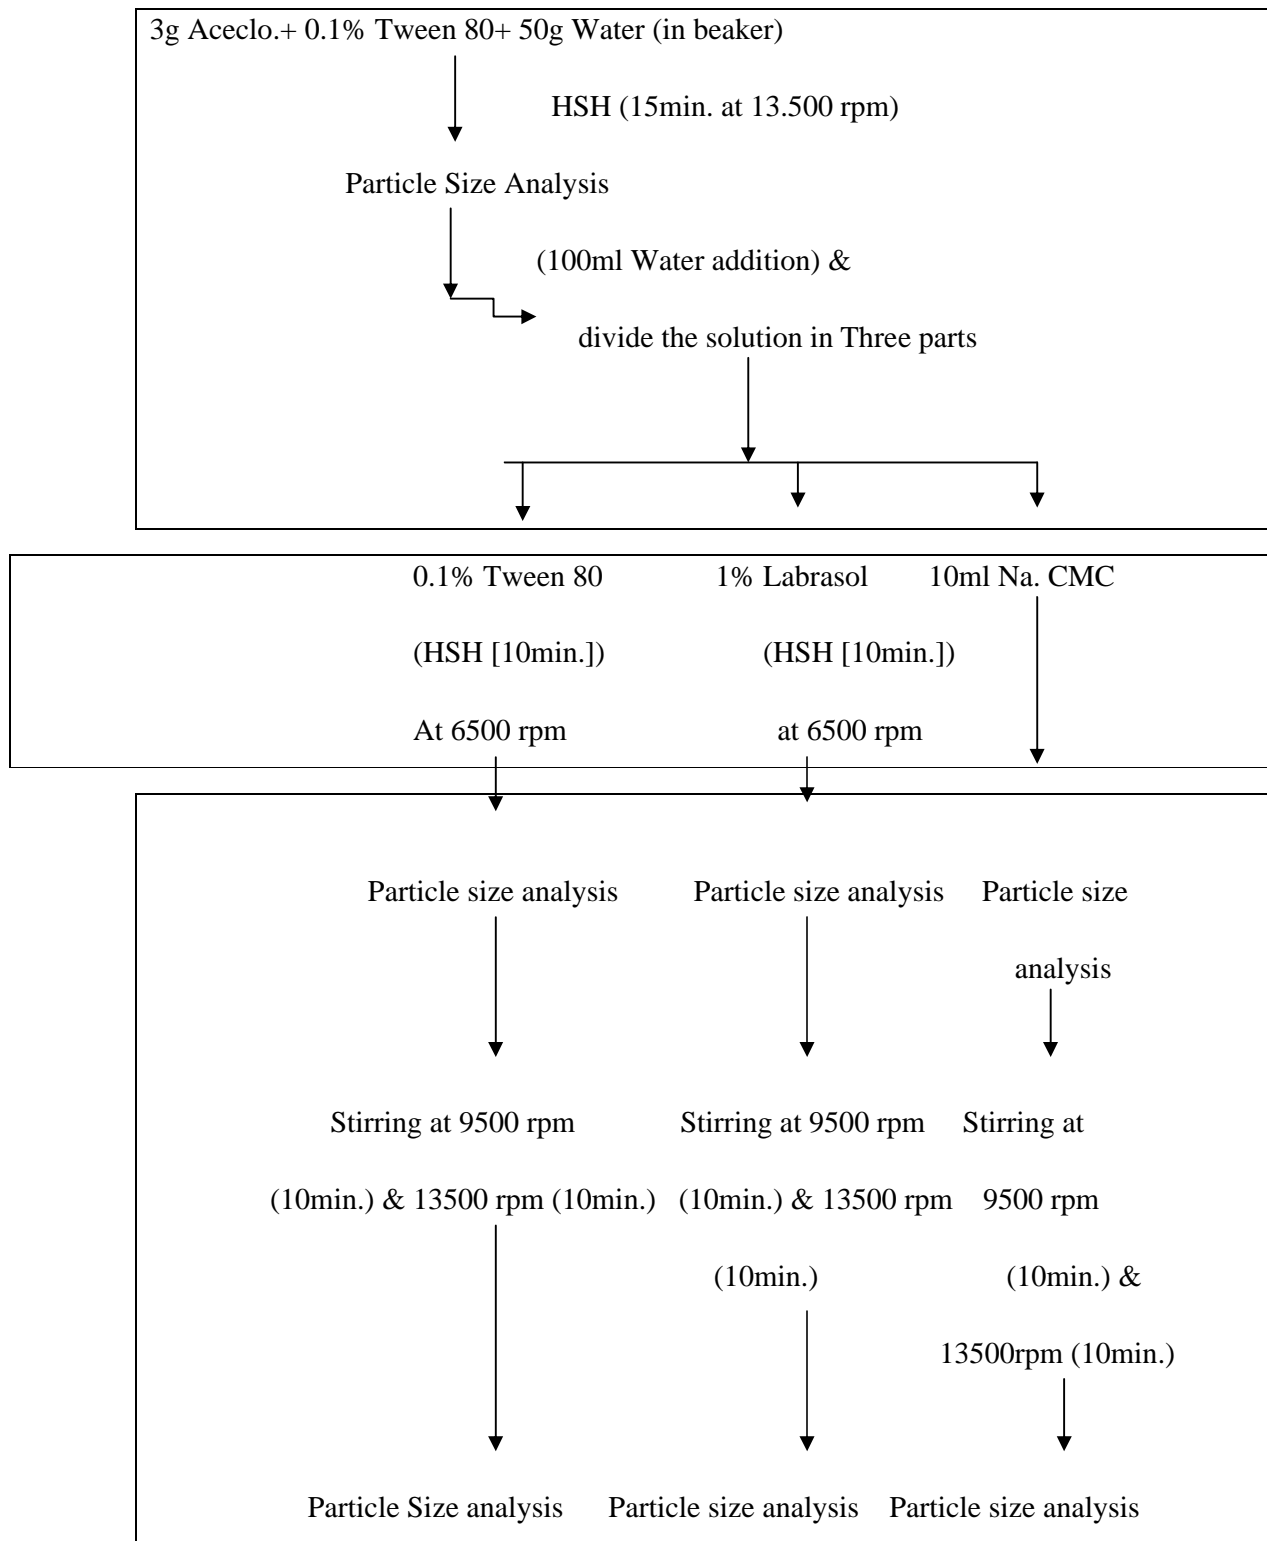 3g Aceclo.+ 0.1% Tween 80+ 50g Water (in beaker)
HSH (15min. at 13.500 rpm)
Particle Size Analysis
(100ml Water addition) &
divide the solution in Three parts
0.1% Tween 80 1% Labrasol 10ml Na. CMC
(HSH [10min.]) (HSH [10min.])
At 6500 rpm at 6500 rpm
Particle size analysis Particle size analysis Particle size
analysis
Stirring at 9500 rpm Stirring at 9500 rpm Stirring at
(10min.) & 13500 rpm (10min.) (10min.) & 13500 rpm 9500 rpm
(10min.) (10min.) &
13500rpm (10min.)
Particle Size analysis Particle size analysis Particle size analysis